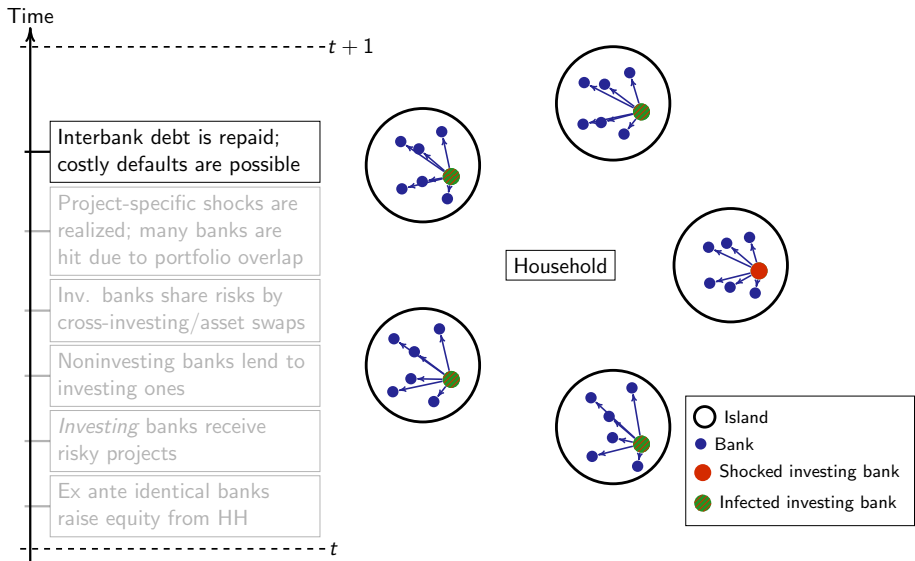 Time
t + 1
Interbank debt is repaid;
costly defaults are possible
Project-specific shocks are
realized; many banks are
hit due to portfolio overlap
Inv. banks share risks by
cross-investing/asset swaps
Noninvesting banks lend to
investing ones
Investing banks receive
risky projects
Ex ante identical banks
raise equity from HH
t
Household
Island
Bank
Shocked investing bank
Infected investing bank